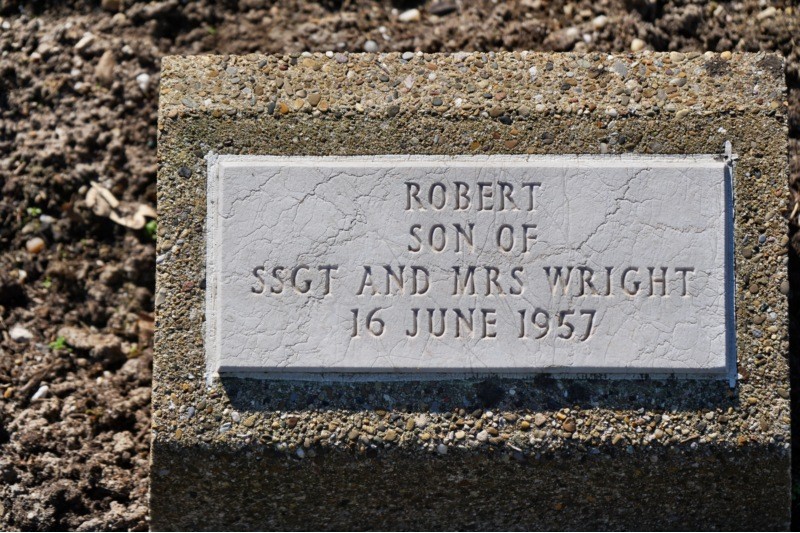 ROBERT
SON OF
SSGT AND MRS WRIGHT
16 JUNE 1957